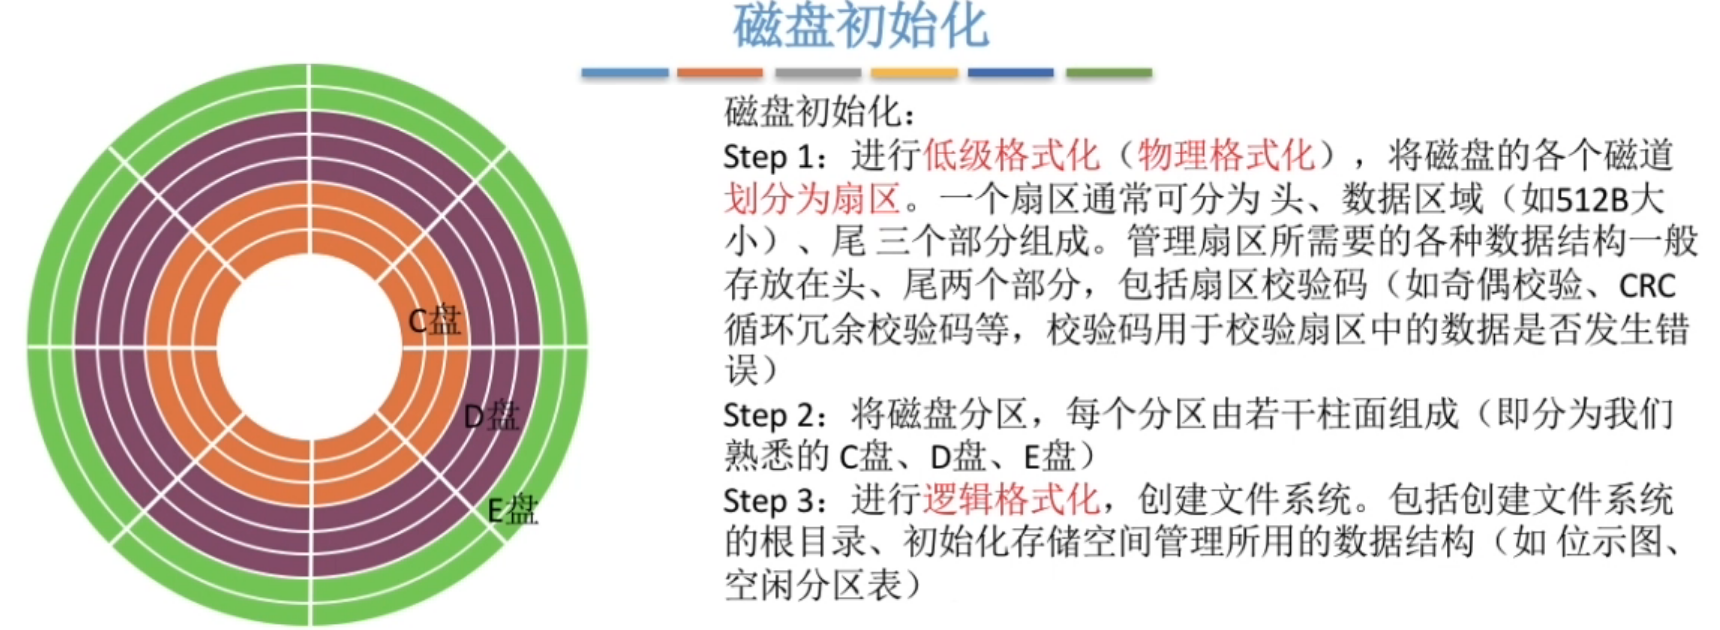 磁盘初始化
磁盘初始化：
Step 1：进行低级格式化（物理格式化），将磁盘的各个磁道
划分为扇区。一个扇区通常可分为 头、数据区域（如512B大
小）、尾 三个部分组成。管理扇区所需要的各种数据结构一般
存放在头、尾两个部分，包括扇区校验码（如奇偶校验、CRC
循环冗余校验码等，校验码用于校验扇区中的数据是否发生错
误）
Step 2：将磁盘分区，每个分区由若干柱面组成（即分为我们
熟悉的 C盘、D盘、E盘）
Step 3：进行逻辑格式化，创建文件系统。包括创建文件系统
的根目录、初始化存储空间管理所用的数据结构（如 位示图、
空闲分区表）
C盘
D盘
E盘